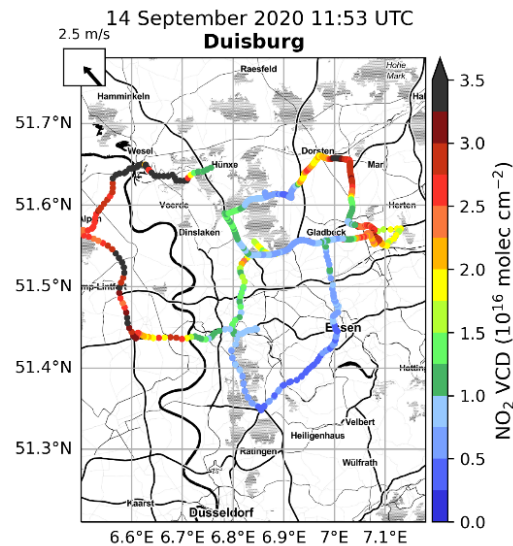 14 September 2020 11:53 UTC
Duisburg
2.5 m/s
Raesfeld
Hohe
Mark
Hamminkeln
Hal
51.7°N
Wesel
Dorsten
Hünxe
Mar
51.6°N
Alpen
Voerde
Herten
Dinslaken
Gladbeck
mp-Lintfort
51.5°N
Essen
51.4°N
Hatting
Velbert
Heiligenhaus
51.3°N
Ratingen
Wülfrath
Kaarst
Düsseldorf
6.6°E 6.7°E 6.8°E 6.9°E 7°E 7.1°E
3.5
3.0
2.5
2.0
1.5
1.0
0.5
0.0
NO₂ VCD (10¹⁶ molec cm⁻²)